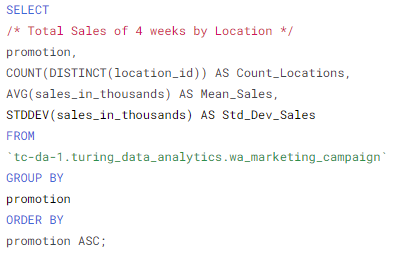 SELECT
/* Total Sales of 4 weeks by Location */
promotion,
COUNT(DISTINCT(location_id)) AS Count_Locations,
AVG(sales_in_thousands) AS Mean_Sales,
STDDEV(sales_in_thousands) AS Std_Dev_Sales
FROM
`tc-da-1.turing_data_analytics.wa_marketing_campaign`
GROUP BY
promotion
ORDER BY
promotion ASC;